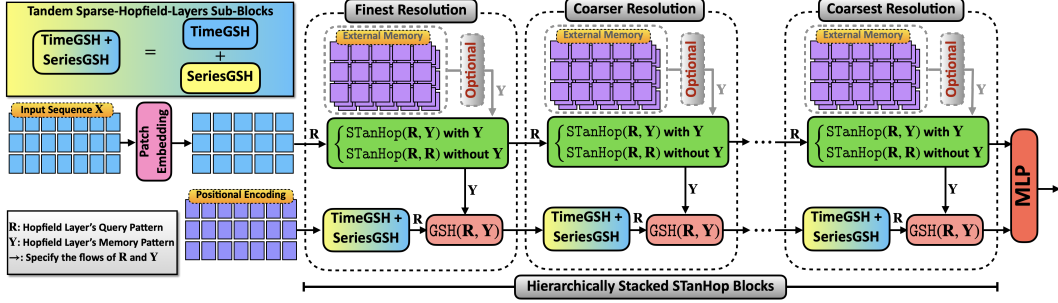 Tandem Sparse-Hopfield-Layers Sub-Blocks
TimeGSH +
SeriesGSH
=
TimeGSH
+
SeriesGSH
Input Sequence X
Patch
Embedding
Positional Encoding
R: Hopfield Layer's Query Pattern
Y: Hopfield Layer's Memory Pattern
→: Specify the flows of R and Y
Finest Resolution
External Memory
Optional
Y
R
{ STanHop(R, Y) with Y
STanHop(R, R) without Y
Y
TimeGSH +
SeriesGSH
R
GSH(R, Y)
Coarser Resolution
External Memory
Optional
Y
R
{ STanHop(R, Y) with Y
STanHop(R, R) without Y
Y
TimeGSH +
SeriesGSH
R
GSH(R, Y)
...
...
Coarsest Resolution
External Memory
Optional
Y
{ STanHop(R, Y) with Y
STanHop(R, R) without Y
Y
TimeGSH +
SeriesGSH
R
GSH(R, Y)
MLP
Hierarchically Stacked STanHop Blocks